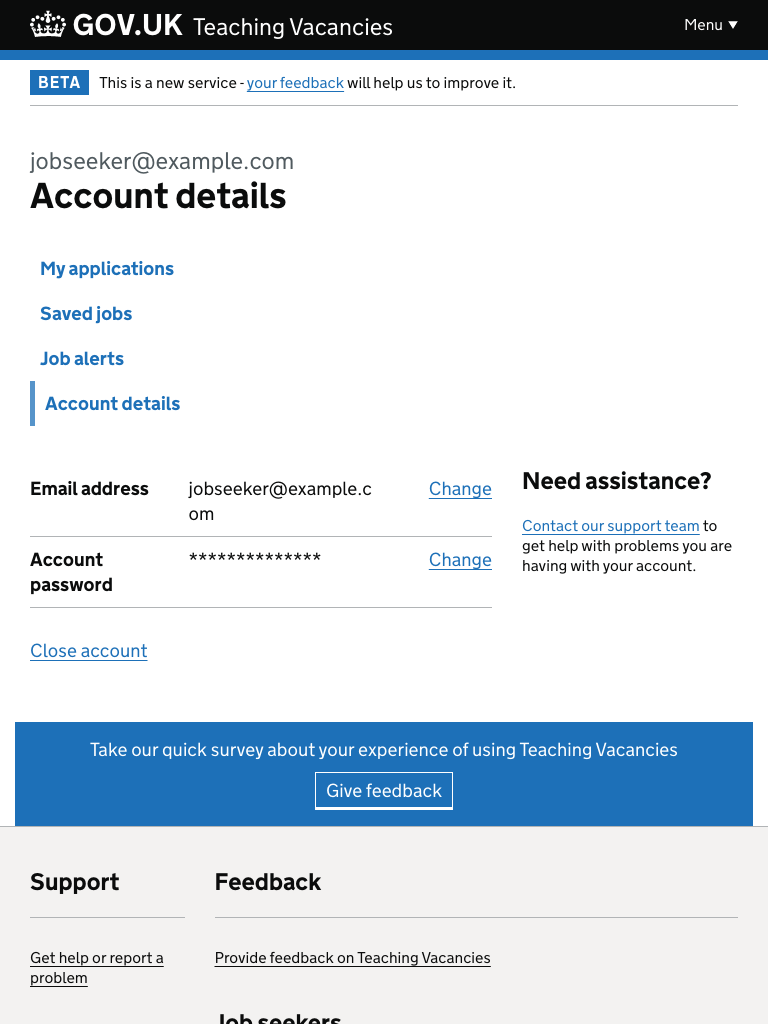 GOV.UK Teaching Vacancies
Menu ▼
BETA This is a new service - your feedback will help us to improve it.
jobseeker@example.com
Account details
My applications
Saved jobs
Job alerts
Account details
Email address
jobseeker@example.c
om
Change
Account
password
**************
Change
Close account
Need assistance?
Contact our support team to
get help with problems you are
having with your account.
Take our quick survey about your experience of using Teaching Vacancies
Give feedback
Support
Get help or report a
problem
Feedback
Provide feedback on Teaching Vacancies
Job seekers